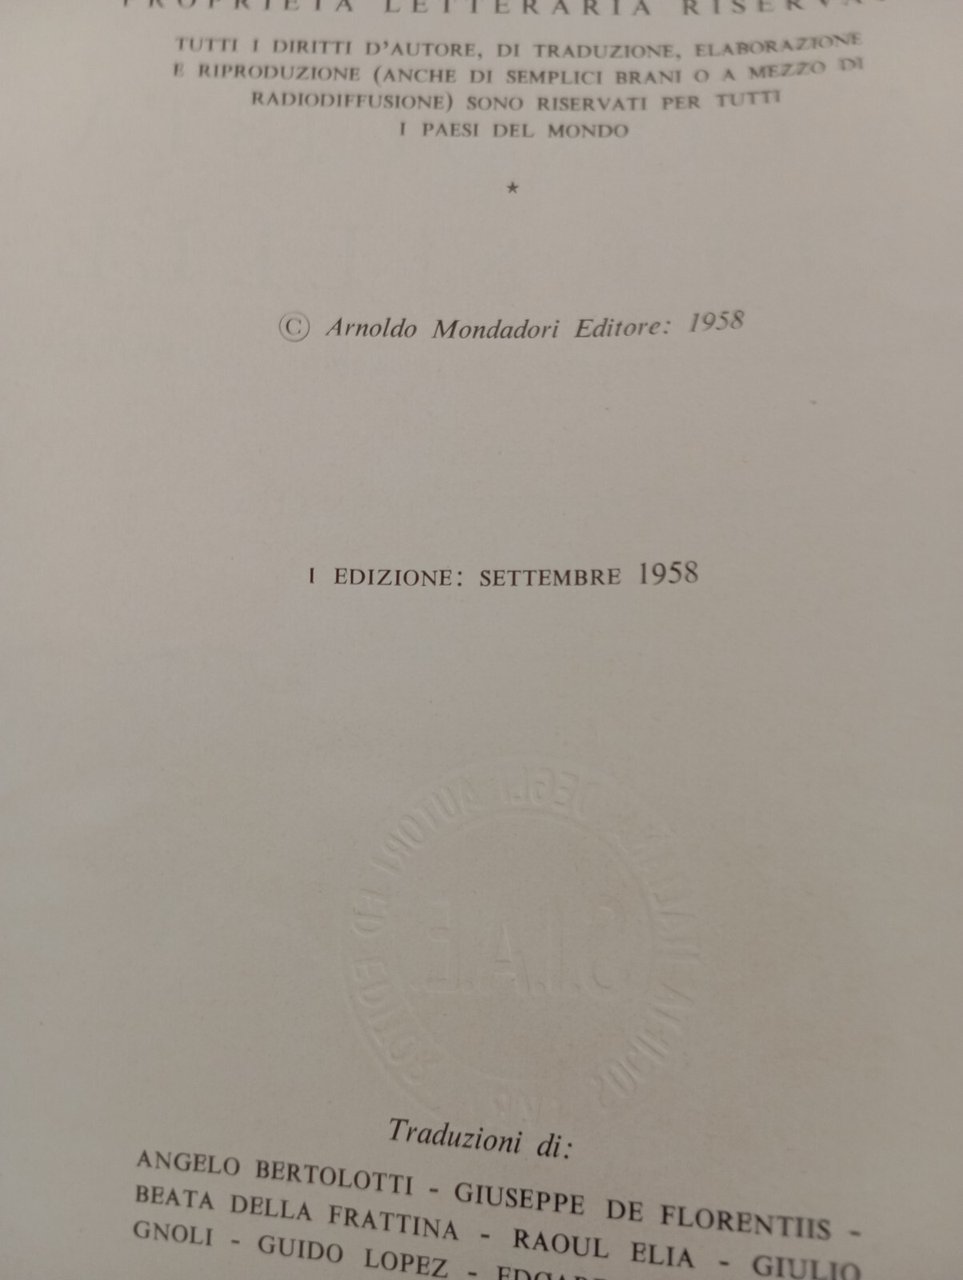 PROPRIETÀ LETTERARIA
TUTTI I DIRITTI D'AUTORE, DI TRADUZIONE, ELABORAZIONE
E RIPRODUZIONE (ANCHE DI SEMPLICI BRANI O A MEZZO DI
RADIODIFFUSIONE) SONO RISERVATI PER TUTTI
I PAESI DEL MONDO
★
© Arnoldo Mondadori Editore: 1958
I EDIZIONE: SETTEMBRE 1958
S.I.A.E.
Traduzioni di:
ANGELO BERTOLOTTI - GIUSEPPE DE FLORENTIIS -
BEATA DELLA FRATTINA - RAOUL ELIA - GIULIO
GNOLI - GUIDO LOPEZ -